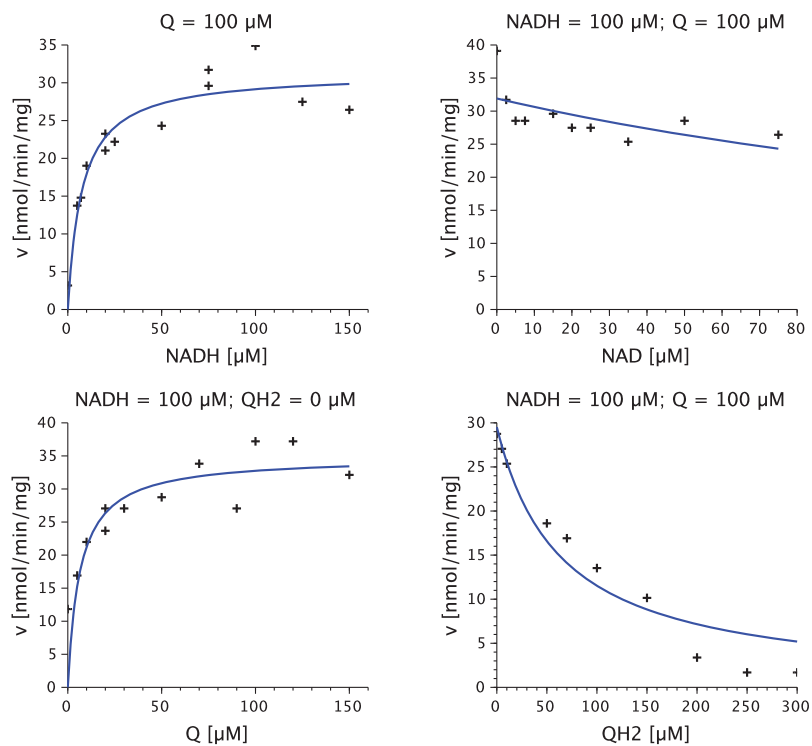 Q = 100 µM
35
30
25
20
15
10
5
0
v [nmol/min/mg]
0 50 100 150
NADH [µM]
NADH = 100 µM; Q = 100 µM
40
35
30
25
20
15
10
5
0
v [nmol/min/mg]
0 10 20 30 40 50 60 70 80
NAD [µM]
NADH = 100 µM; QH2 = 0 µM
40
35
30
25
20
15
10
5
0
v [nmol/min/mg]
0 50 100 150
Q [µM]
NADH = 100 µM; Q = 100 µM
30
25
20
15
10
5
0
v [nmol/min/mg]
0 50 100 150 200 250 300
QH2 [µM]